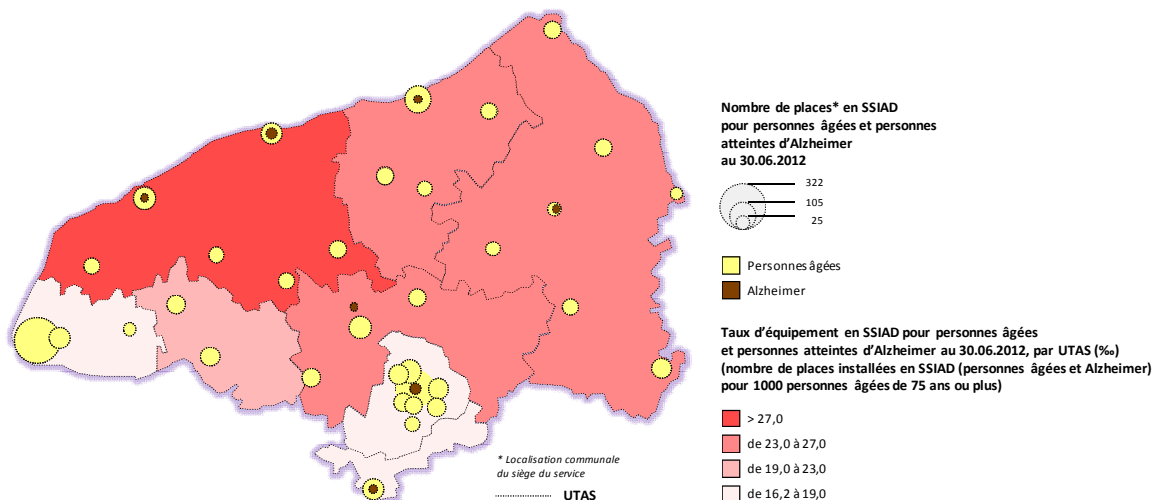 Nombre de places* en SSIAD
pour personnes âgées et personnes
atteintes d'Alzheimer
au 30.06.2012
322
105
25
Personnes âgées
Alzheimer
Taux d'équipement en SSIAD pour personnes âgées
et personnes atteintes d'Alzheimer au 30.06.2012, par UTAS (‰)
(nombre de places installées en SSIAD (personnes âgées et Alzheimer)
pour 1000 personnes âgées de 75 ans ou plus)
> 27,0
de 23,0 à 27,0
de 19,0 à 23,0
de 16,2 à 19,0
* Localisation communale
du siège du service
UTAS